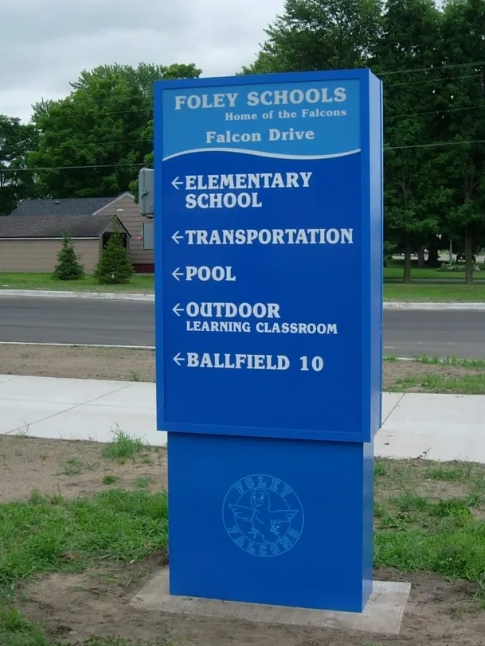 FOLEY SCHOOLS
Home of the Falcons
Falcon Drive
←ELEMENTARY
SCHOOL
←TRANSPORTATION
←POOL
←OUTDOOR
LEARNING CLASSROOM
←BALLFIELD 10
FOLEY
FALCONS